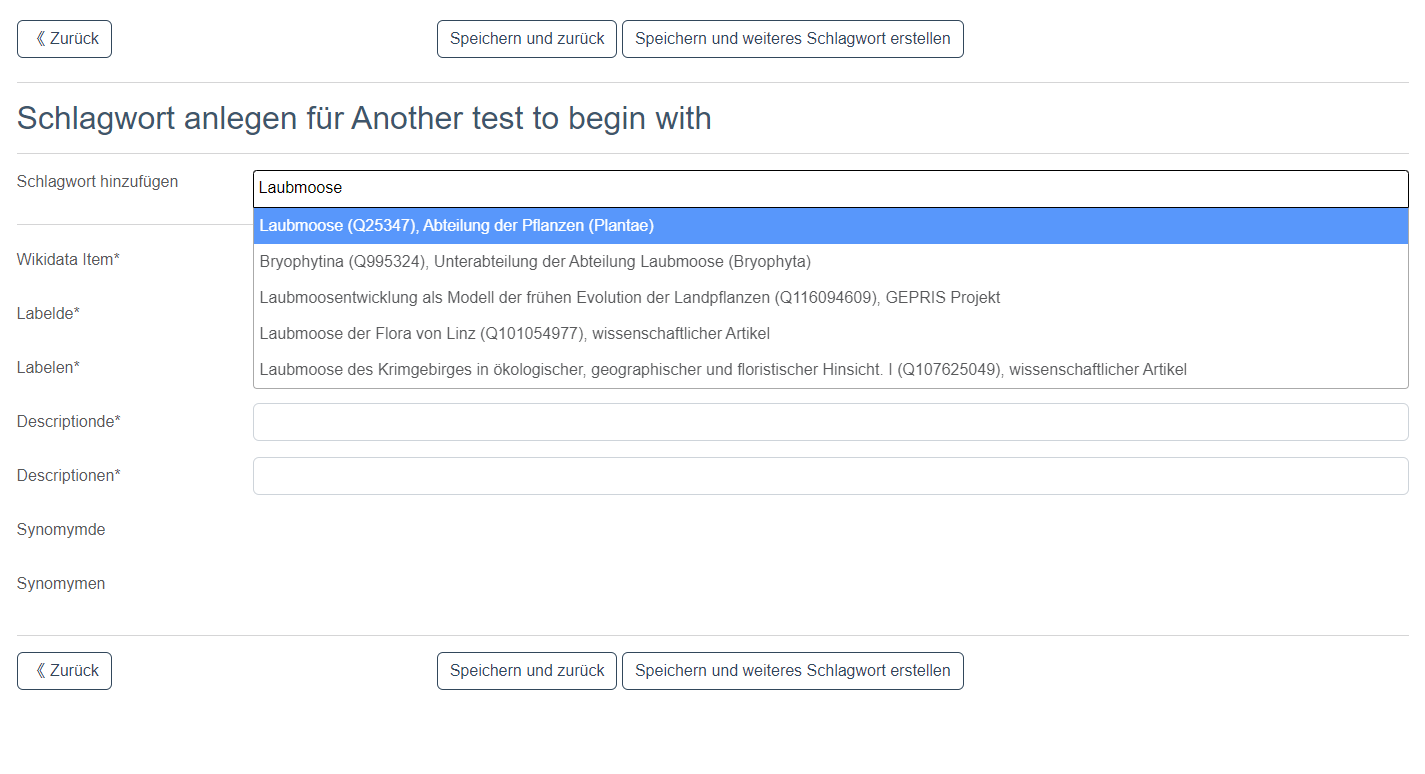 《 Zurück
Speichern und zurück
Speichern und weiteres Schlagwort erstellen
Schlagwort anlegen für Another test to begin with
Schlagwort hinzufügen
Laubmoose
Laubmoose (Q25347), Abteilung der Pflanzen (Plantae)
Bryophytina (Q995324), Unterabteilung der Abteilung Laubmoose (Bryophyta)
Laubmoosentwicklung als Modell der frühen Evolution der Landpflanzen (Q116094609), GEPRIS Projekt
Laubmoose der Flora von Linz (Q101054977), wissenschaftlicher Artikel
Laubmoose des Krimgebirges in ökologischer, geographischer und floristischer Hinsicht. I (Q107625049), wissenschaftlicher Artikel
Wikidata Item*
Labelde*
Labelen*
Descriptionde*
Descriptionen*
Synomymde
Synomymen
《 Zurück
Speichern und zurück
Speichern und weiteres Schlagwort erstellen